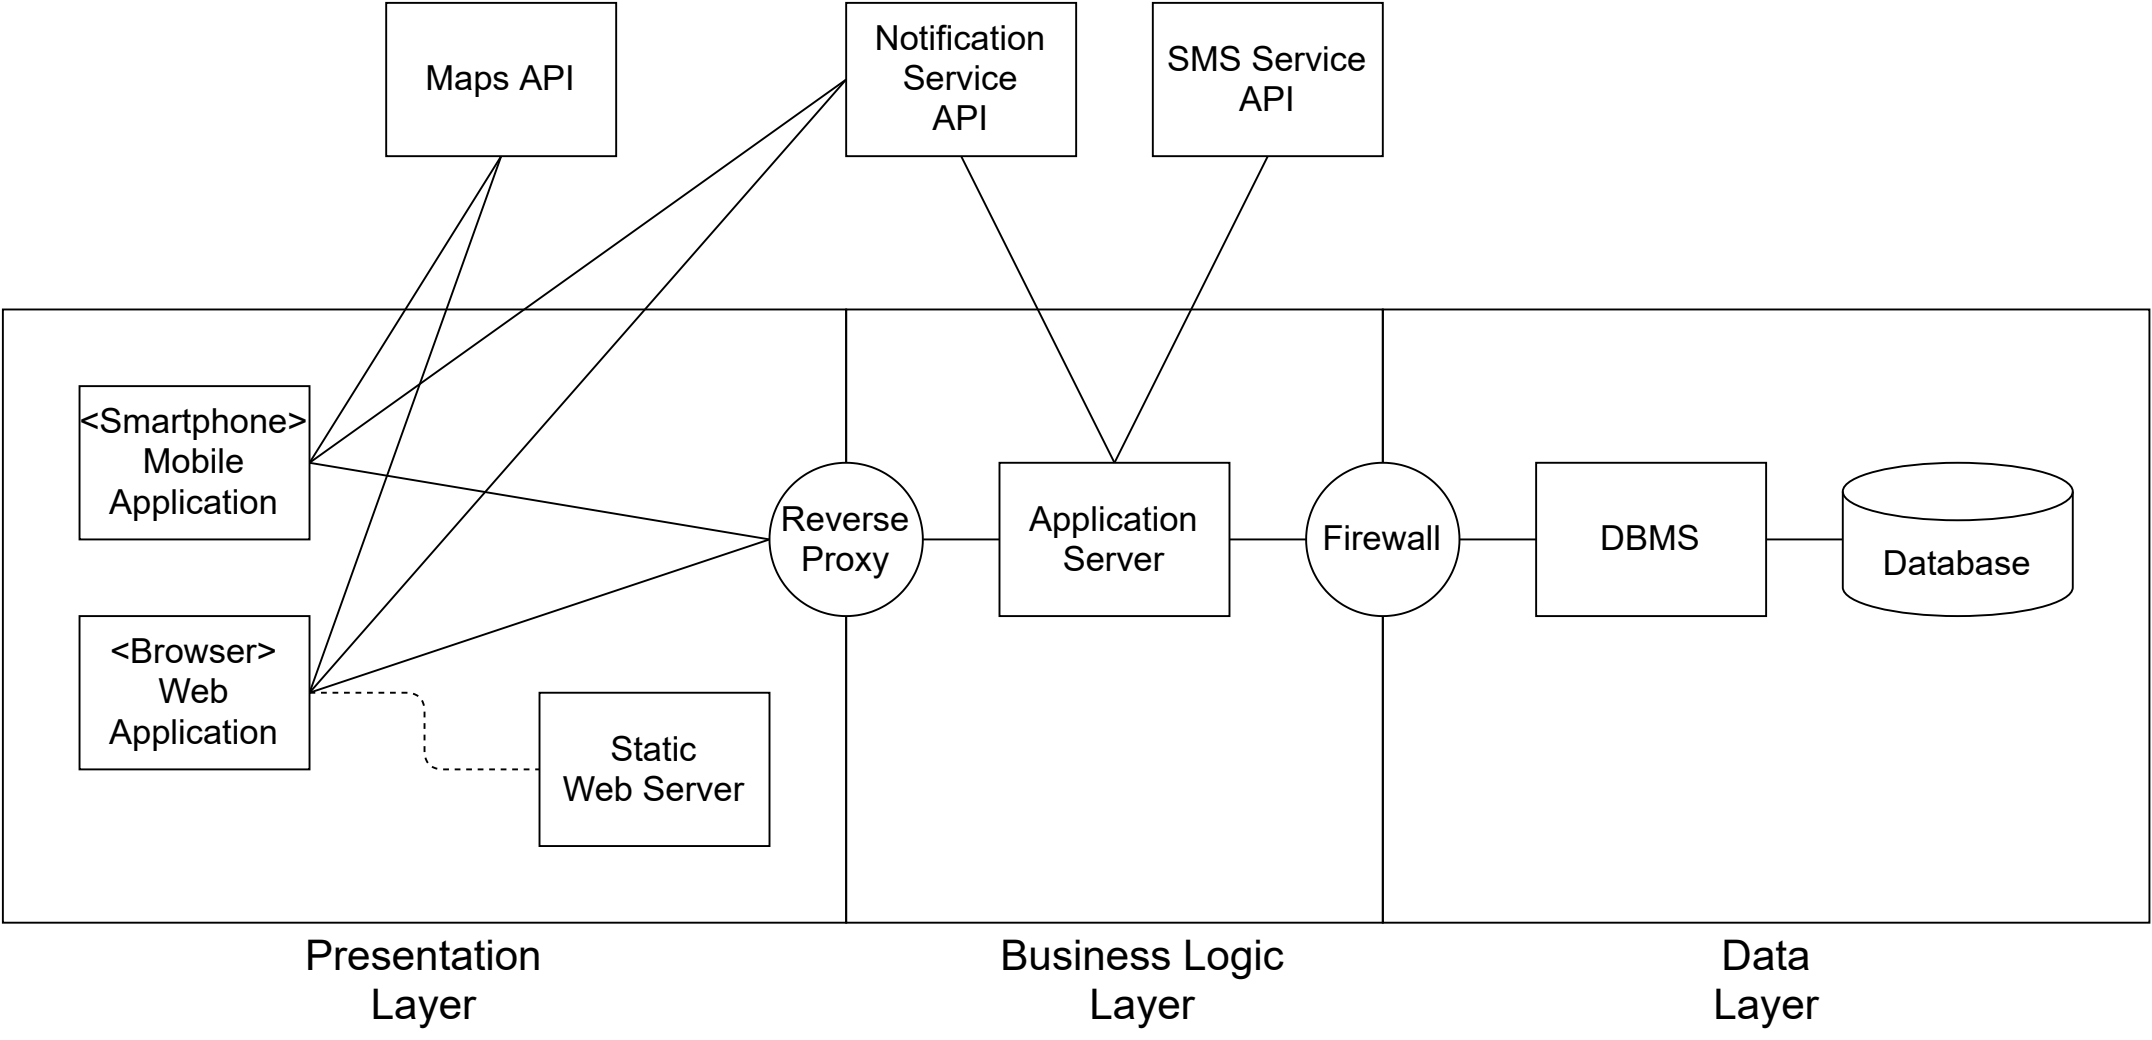 Maps API
Notification
Service
API
SMS Service
API
<Smartphone>
Mobile
Application
<Browser>
Web
Application
Static
Web Server
Reverse
Proxy
Application
Server
Firewall
DBMS
Database
Presentation
Layer
Business Logic
Layer
Data
Layer